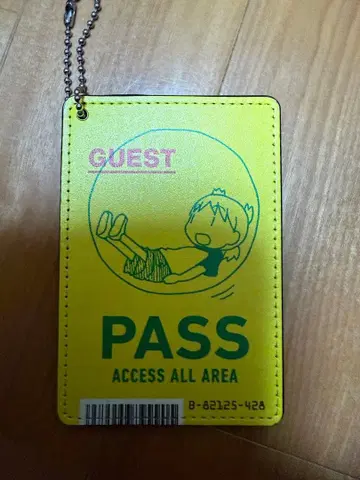 GUEST
PASS
ACCESS ALL AREA
B-82125-428